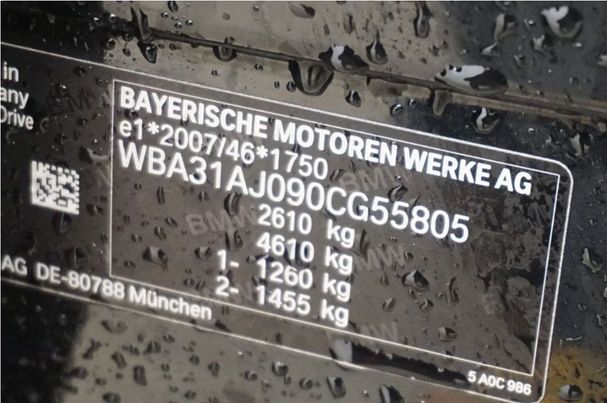 in
any
Drive
BAYERISCHE MOTOREN WERKE AG
e1*2007/46*1750
WBA31AJ090CG55805
2610 kg
4610 kg
1- 1260 kg
2- 1455 kg
AG DE-80788 München
5 A0C 986